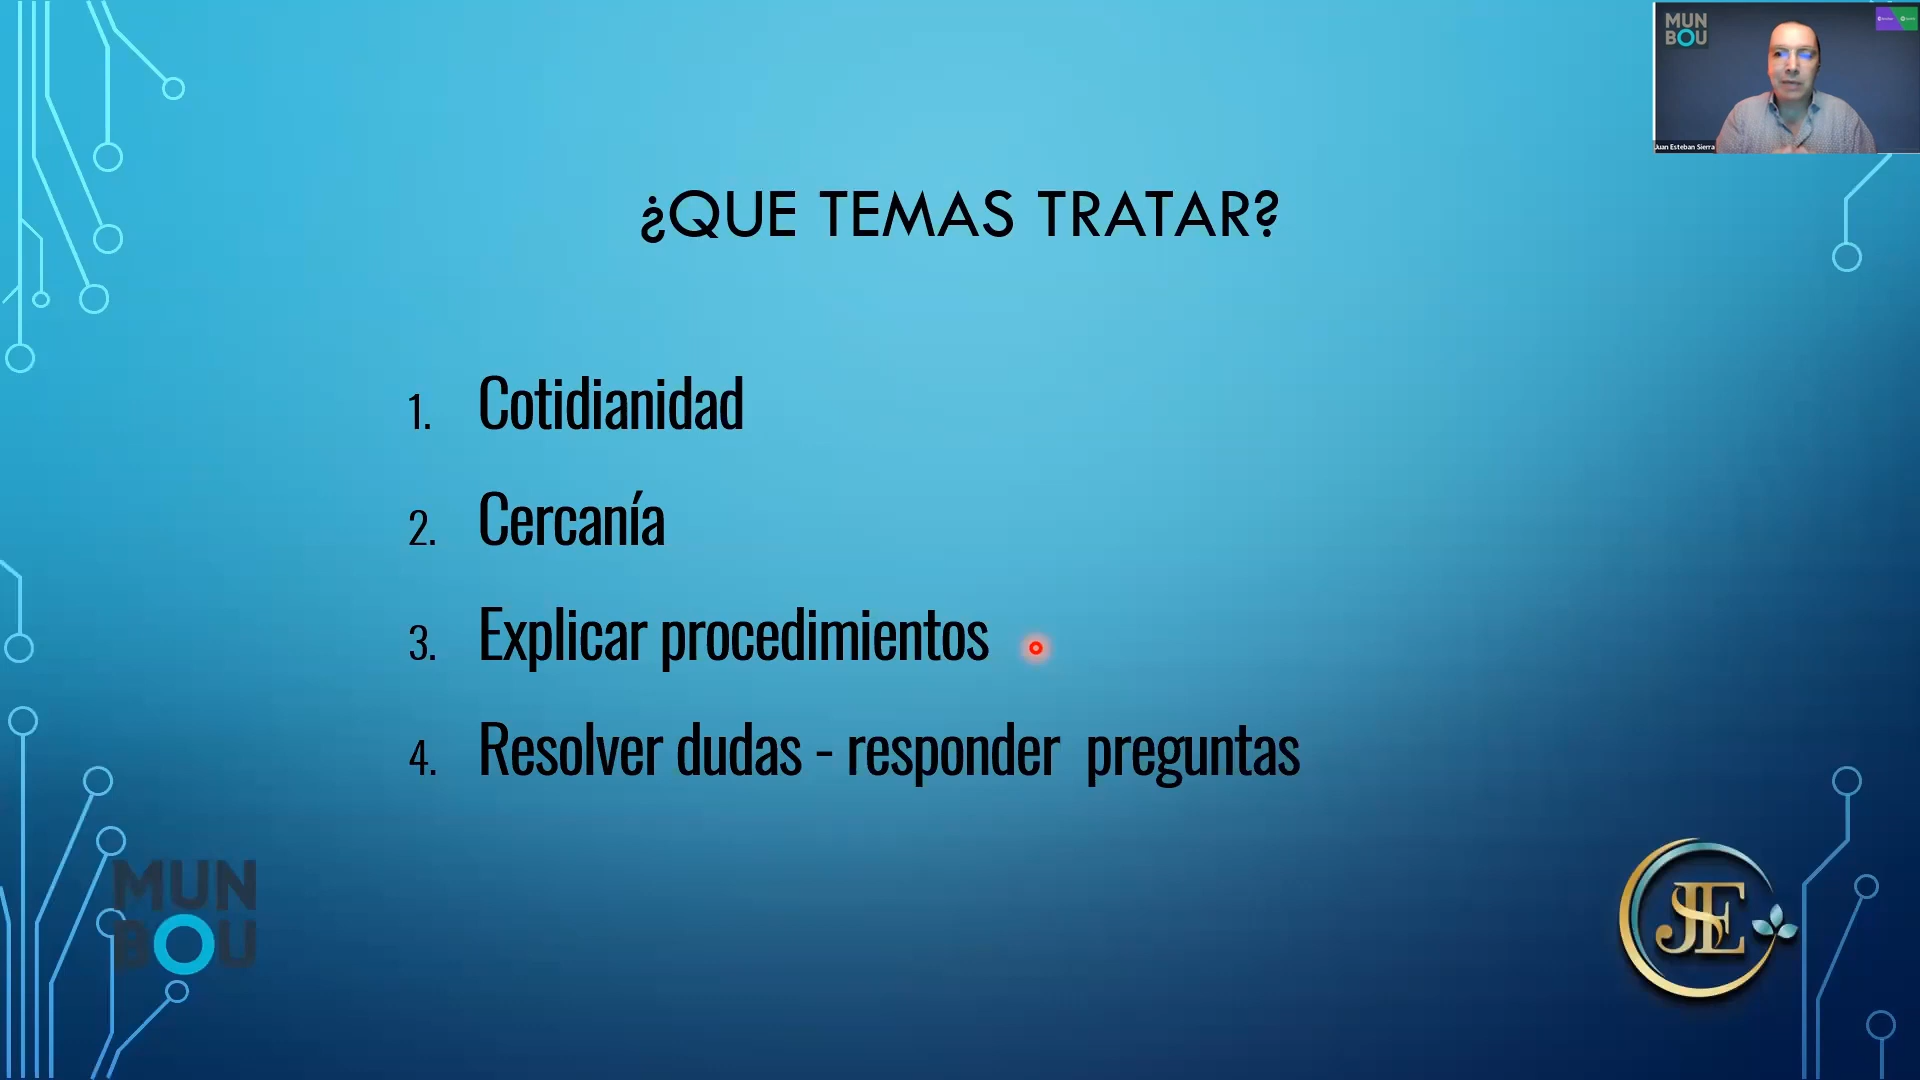 MUN
BOU
Juan Esteban Sierra
¿QUE TEMAS TRATAR?
1. Cotidianidad
2. Cercanía
3. Explicar procedimientos
4. Resolver dudas - responder  preguntas
MUN
BOU
JSE